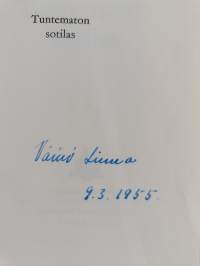 Tuntematon
sotilas
Väinö Linna
9.3.1955.